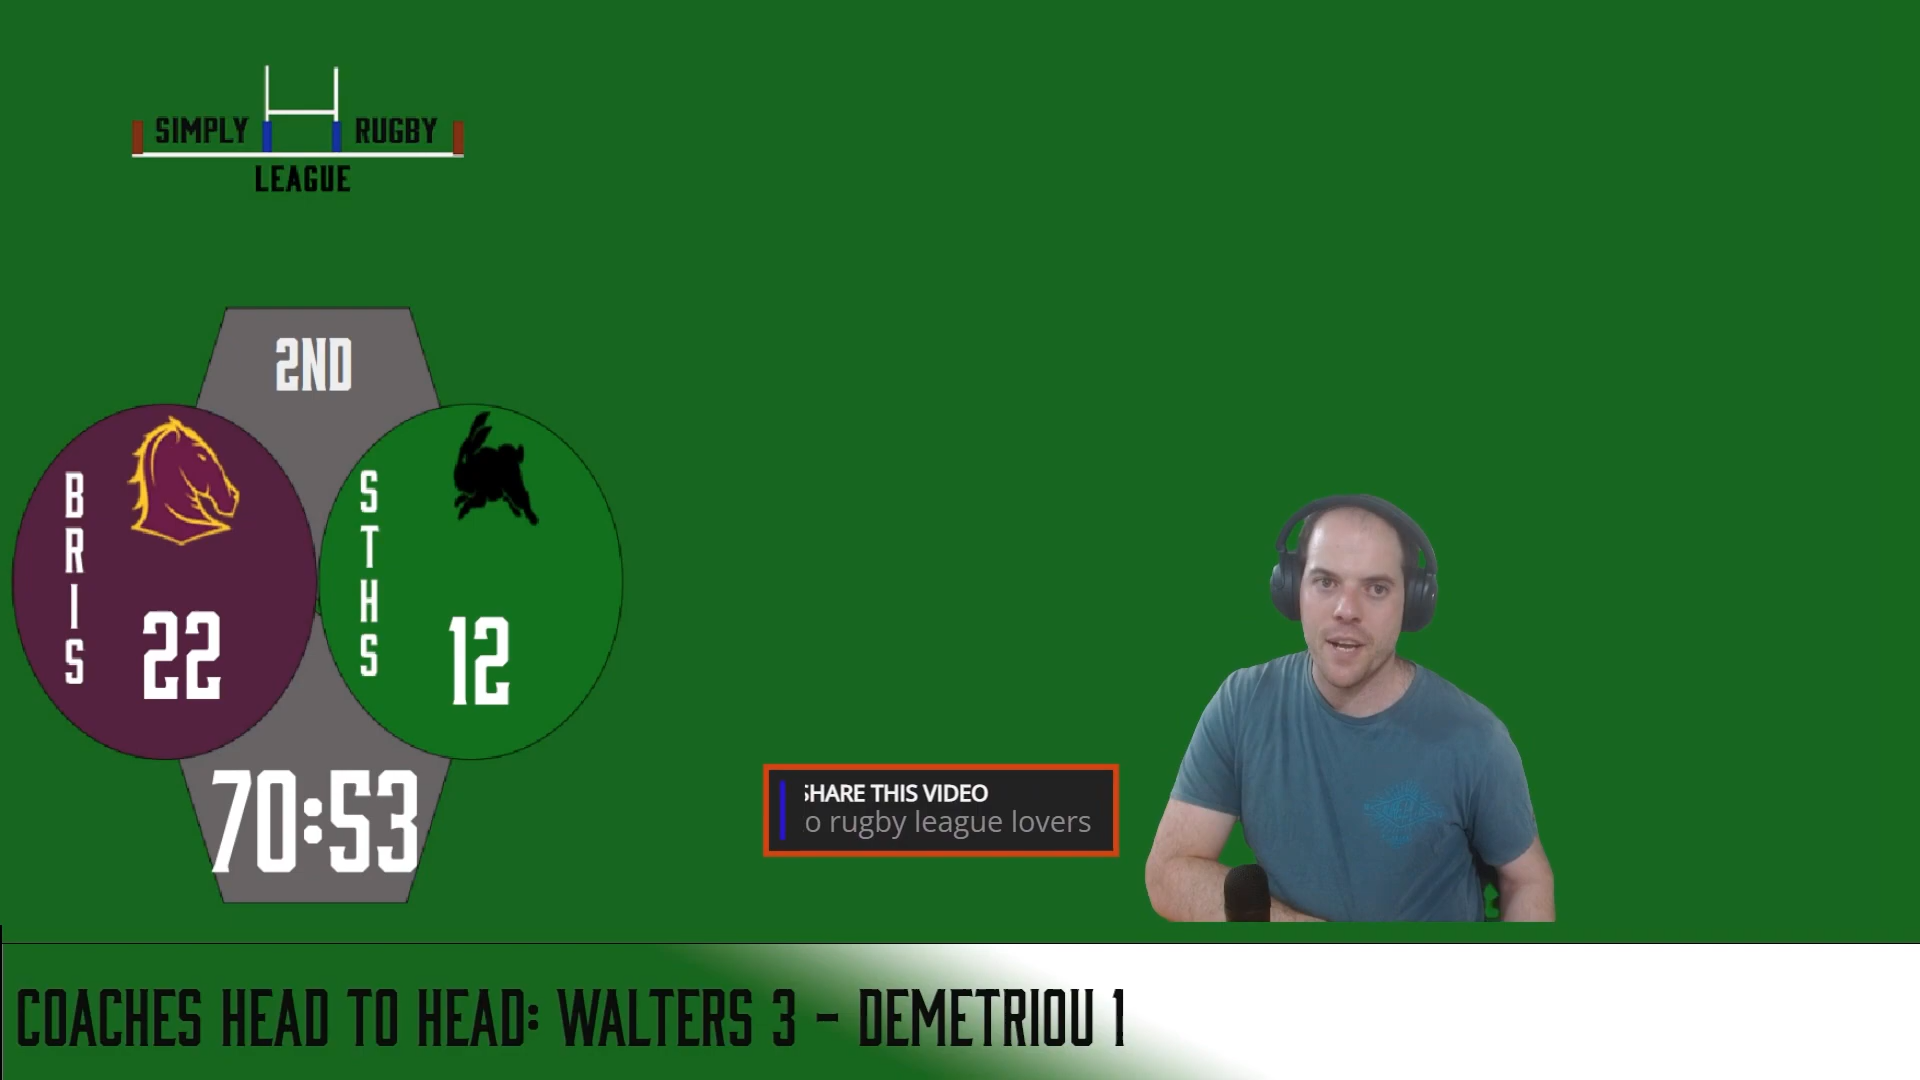 SIMPLY RUGBY
LEAGUE
2ND
BRIS
22
STHS
12
70:53
SHARE THIS VIDEO
o rugby league lovers
COACHES HEAD TO HEAD: WALTERS 3 - DEMETRIOU 1